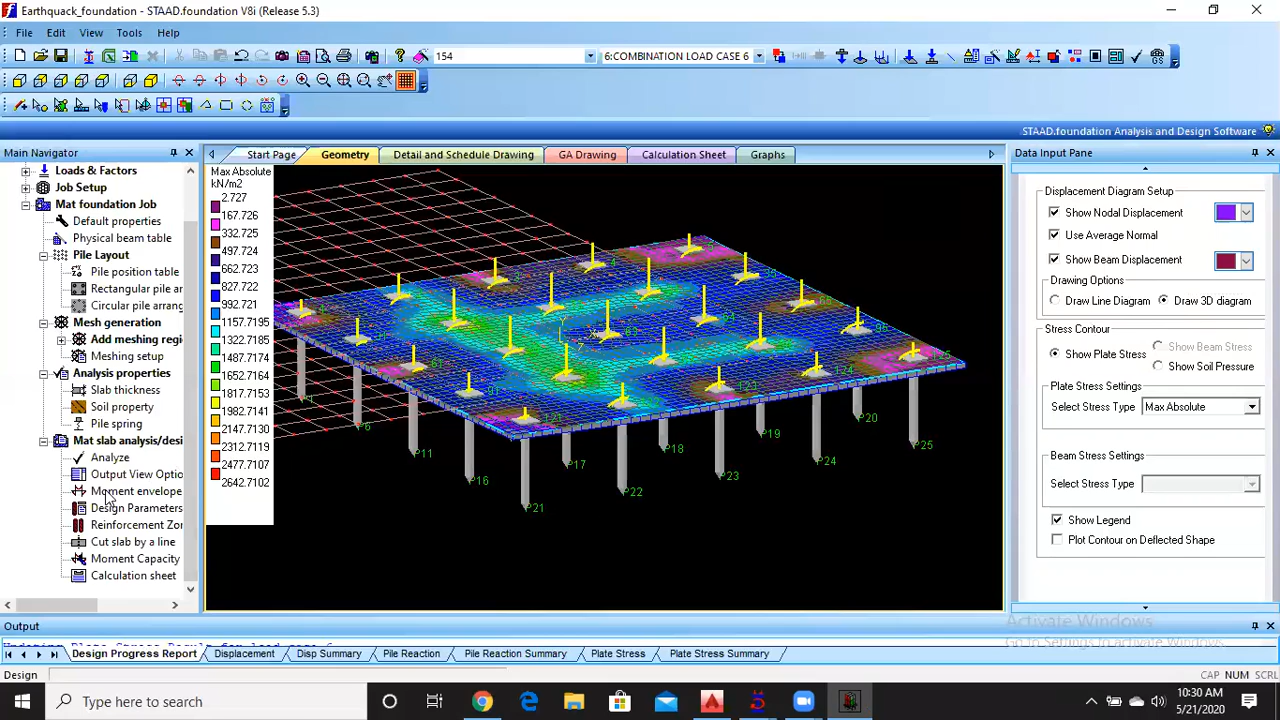 Earthquack_foundation - STAAD.foundation V8i (Release 5.3)
File Edit View Tools Help
154
6:COMBINATION LOAD CASE 6
STAAD.foundation Analysis and Design Software
Main Navigator
Loads & Factors
Job Setup
Mat foundation Job
Default properties
Physical beam table
Pile Layout
Pile position table
Rectangular pile ar
Circular pile arrang
Mesh generation
Add meshing regi
Meshing setup
Analysis properties
Slab thickness
Soil property
Pile spring
Mat slab analysis/desi
Analyze
Output View Optio
Moment envelope
Design Parameters
Reinforcement Zor
Cut slab by a line
Moment Capacity
Calculation sheet
Start Page Geometry Detail and Schedule Drawing GA Drawing Calculation Sheet Graphs
Max Absolute
kN/m2
2.727
167.726
332.725
497.724
662.723
827.722
992.721
1157.7195
1322.7185
1487.7174
1652.7164
1817.7153
1982.7141
2147.7130
2312.7119
2477.7107
2642.7102
P6
P11
P16
P21
P17
P22
P18
P23
P19
P24
P20
P25
123
124
Data Input Pane
Displacement Diagram Setup
Show Nodal Displacement
Use Average Normal
Show Beam Displacement
Drawing Options
Draw Line Diagram Draw 3D diagram
Stress Contour
Show Plate Stress
Show Beam Stress
Show Soil Pressure
Plate Stress Settings
Select Stress Type Max Absolute
Beam Stress Settings
Select Stress Type
Show Legend
Plot Contour on Deflected Shape
Activate Windows
Go to Settings to activate Windows.
Output
Design Progress Report Displacement Disp Summary Pile Reaction Pile Reaction Summary Plate Stress Plate Stress Summary
Design
CAP NUM SCRL
Type here to search
10:30 AM
5/21/2020